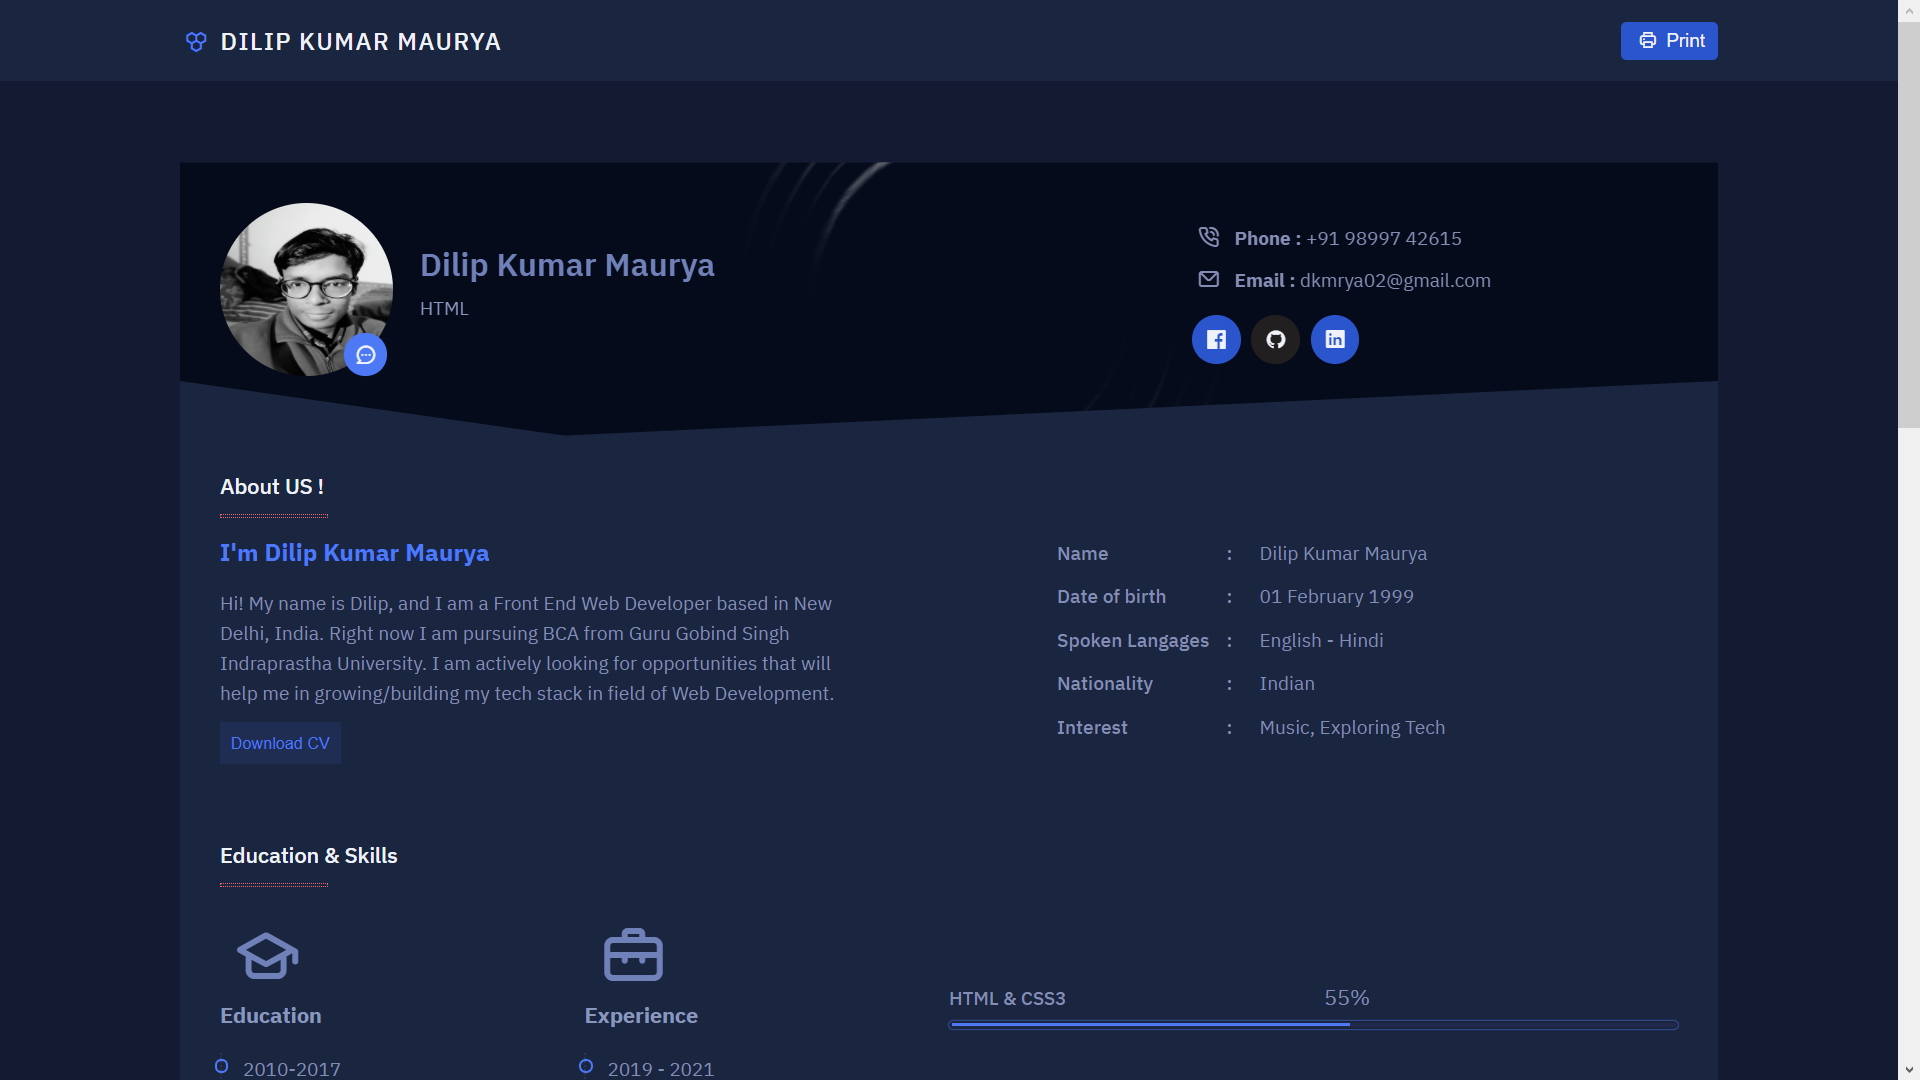 DILIP KUMAR MAURYA
Print
Dilip Kumar Maurya
HTML
Phone : +91 98997 42615
Email : dkmrya02@gmail.com
About US !
I'm Dilip Kumar Maurya
Hi! My name is Dilip, and I am a Front End Web Developer based in New
Delhi, India. Right now I am pursuing BCA from Guru Gobind Singh
Indraprastha University. I am actively looking for opportunities that will
help me in growing/building my tech stack in field of Web Development.
Download CV
Name : Dilip Kumar Maurya
Date of birth : 01 February 1999
Spoken Langages : English - Hindi
Nationality : Indian
Interest : Music, Exploring Tech
Education & Skills
Education
2010-2017
Experience
2019 - 2021
HTML & CSS3 55%